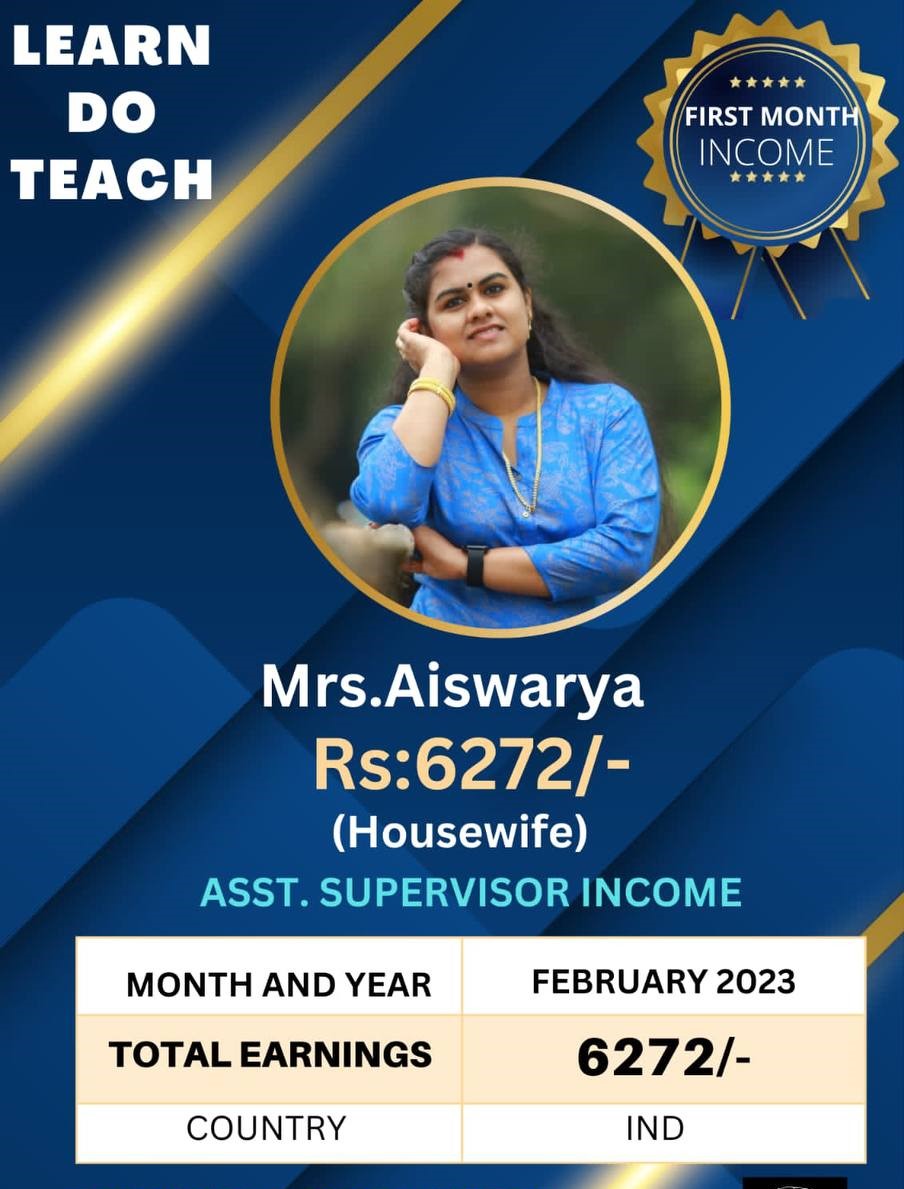 LEARN
DO
TEACH
FIRST MONTH
INCOME
Mrs.Aiswarya
Rs:6272/-
(Housewife)
ASST. SUPERVISOR INCOME
MONTH AND YEAR FEBRUARY 2023
TOTAL EARNINGS 6272/-
COUNTRY IND